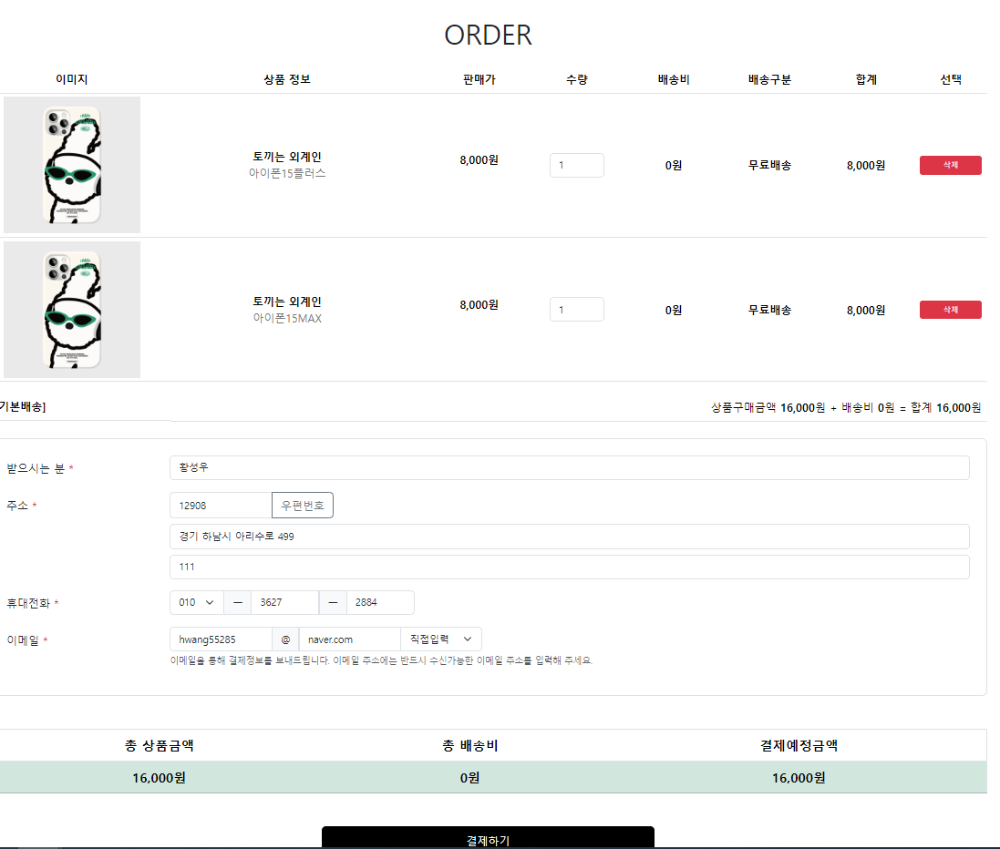 ORDER
이미지 상품 정보 판매가 수량 배송비 배송구분 합계 선택
토끼는 외계인
아이폰15플러스
8,000원 1 0원 무료배송 8,000원 삭제
토끼는 외계인
아이폰15MAX
8,000원 1 0원 무료배송 8,000원 삭제
기본배송]
상품구매금액 16,000원 + 배송비 0원 = 합계 16,000원
받으시는 분 * 황성우
주소 * 12908 우편번호
경기 하남시 아리수로 499
111
휴대전화 * 010 — 3627 — 2884
이메일 * hwang55285 @ naver.com 직접입력
이메일을 통해 결제정보를 보내드립니다. 이메일 주소에는 반드시 수신가능한 이메일 주소를 입력해 주세요.
총 상품금액 총 배송비 결제예정금액
16,000원 0원 16,000원
결제하기